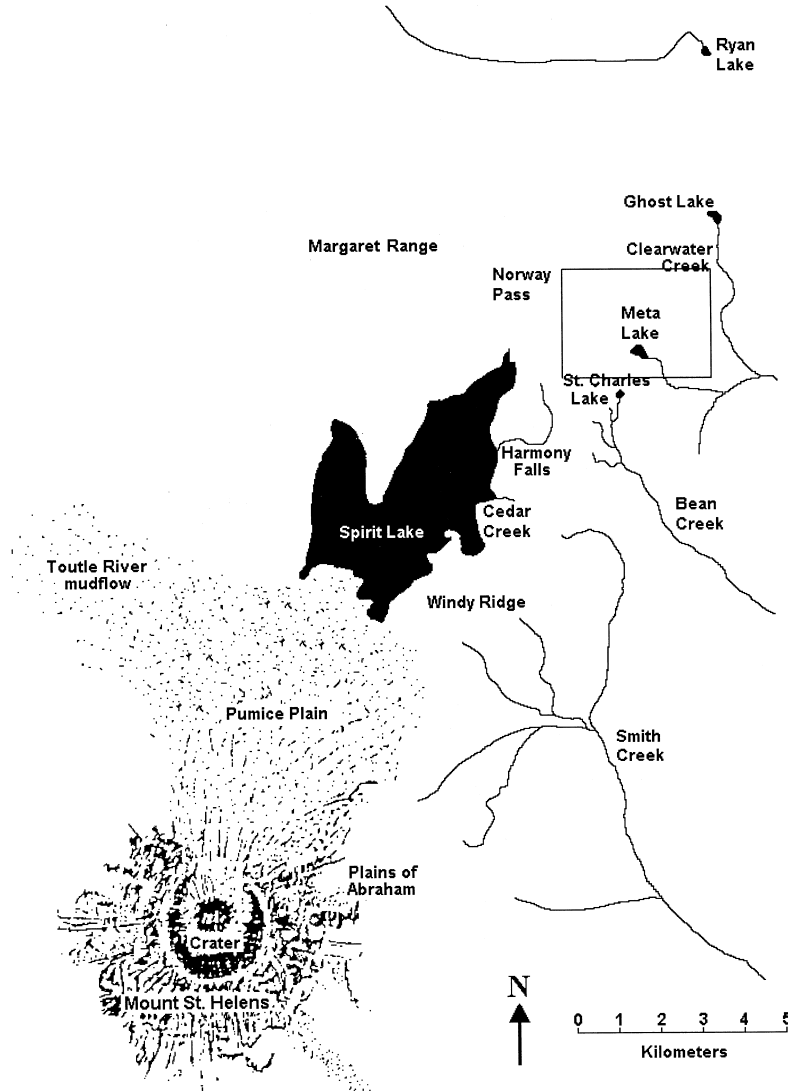 Ryan
Lake
Ghost Lake
Margaret Range
Clearwater
Creek
Norway
Pass
Meta
Lake
St. Charles
Lake
Harmony
Falls
Cedar
Creek
Bean
Creek
Spirit Lake
Toutle River
mudflow
Windy Ridge
Pumice Plain
Smith
Creek
Plains of
Abraham
Crater
Mount St. Helens
N
0 1 2 3 4 5
Kilometers